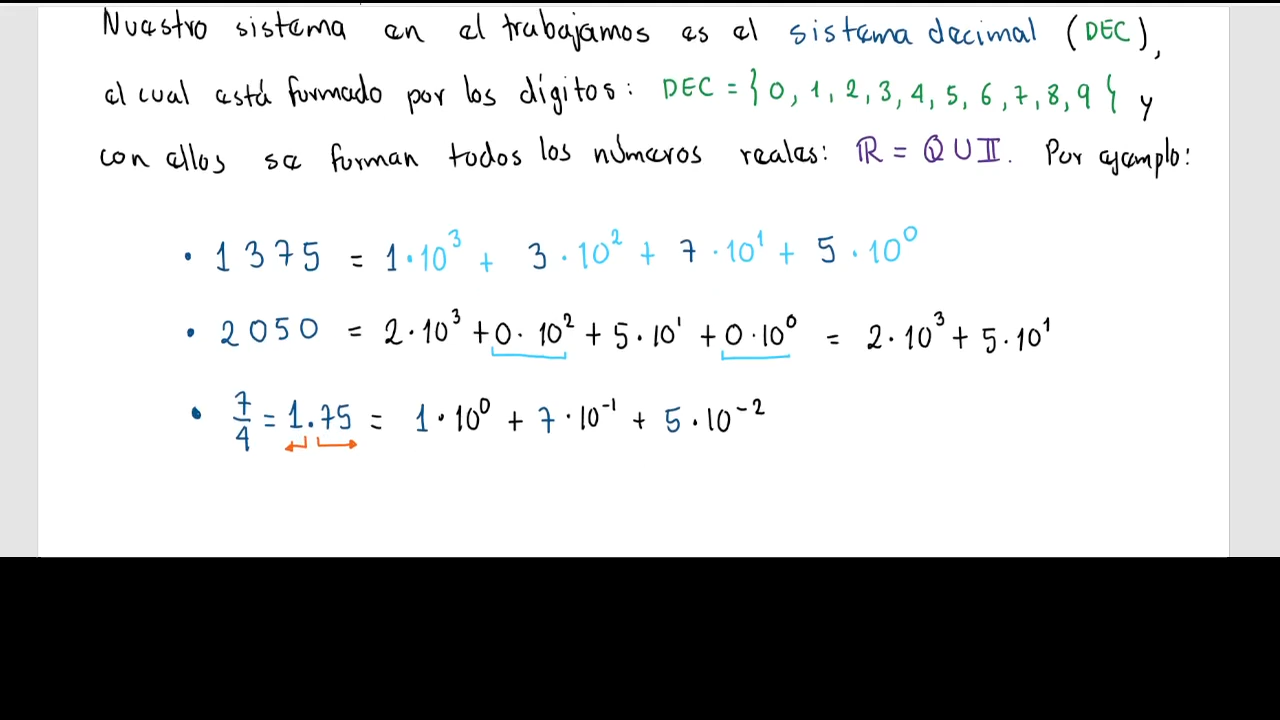 Nuestro sistema en el trabajamos es el sistema decimal (DEC),
el cual está formado por los dígitos: DEC = { 0, 1, 2, 3, 4, 5, 6, 7, 8, 9 } y
con ellos se forman todos los números reales: ℝ = ℚ ∪ 𝕀. Por ejemplo:
• 1375 = 1·10³ + 3·10² + 7·10¹ + 5·10⁰
• 2050 = 2·10³ + 0·10² + 5·10¹ + 0·10⁰ = 2·10³ + 5·10¹
• 7/4 = 1.75 = 1·10⁰ + 7·10⁻¹ + 5·10⁻²